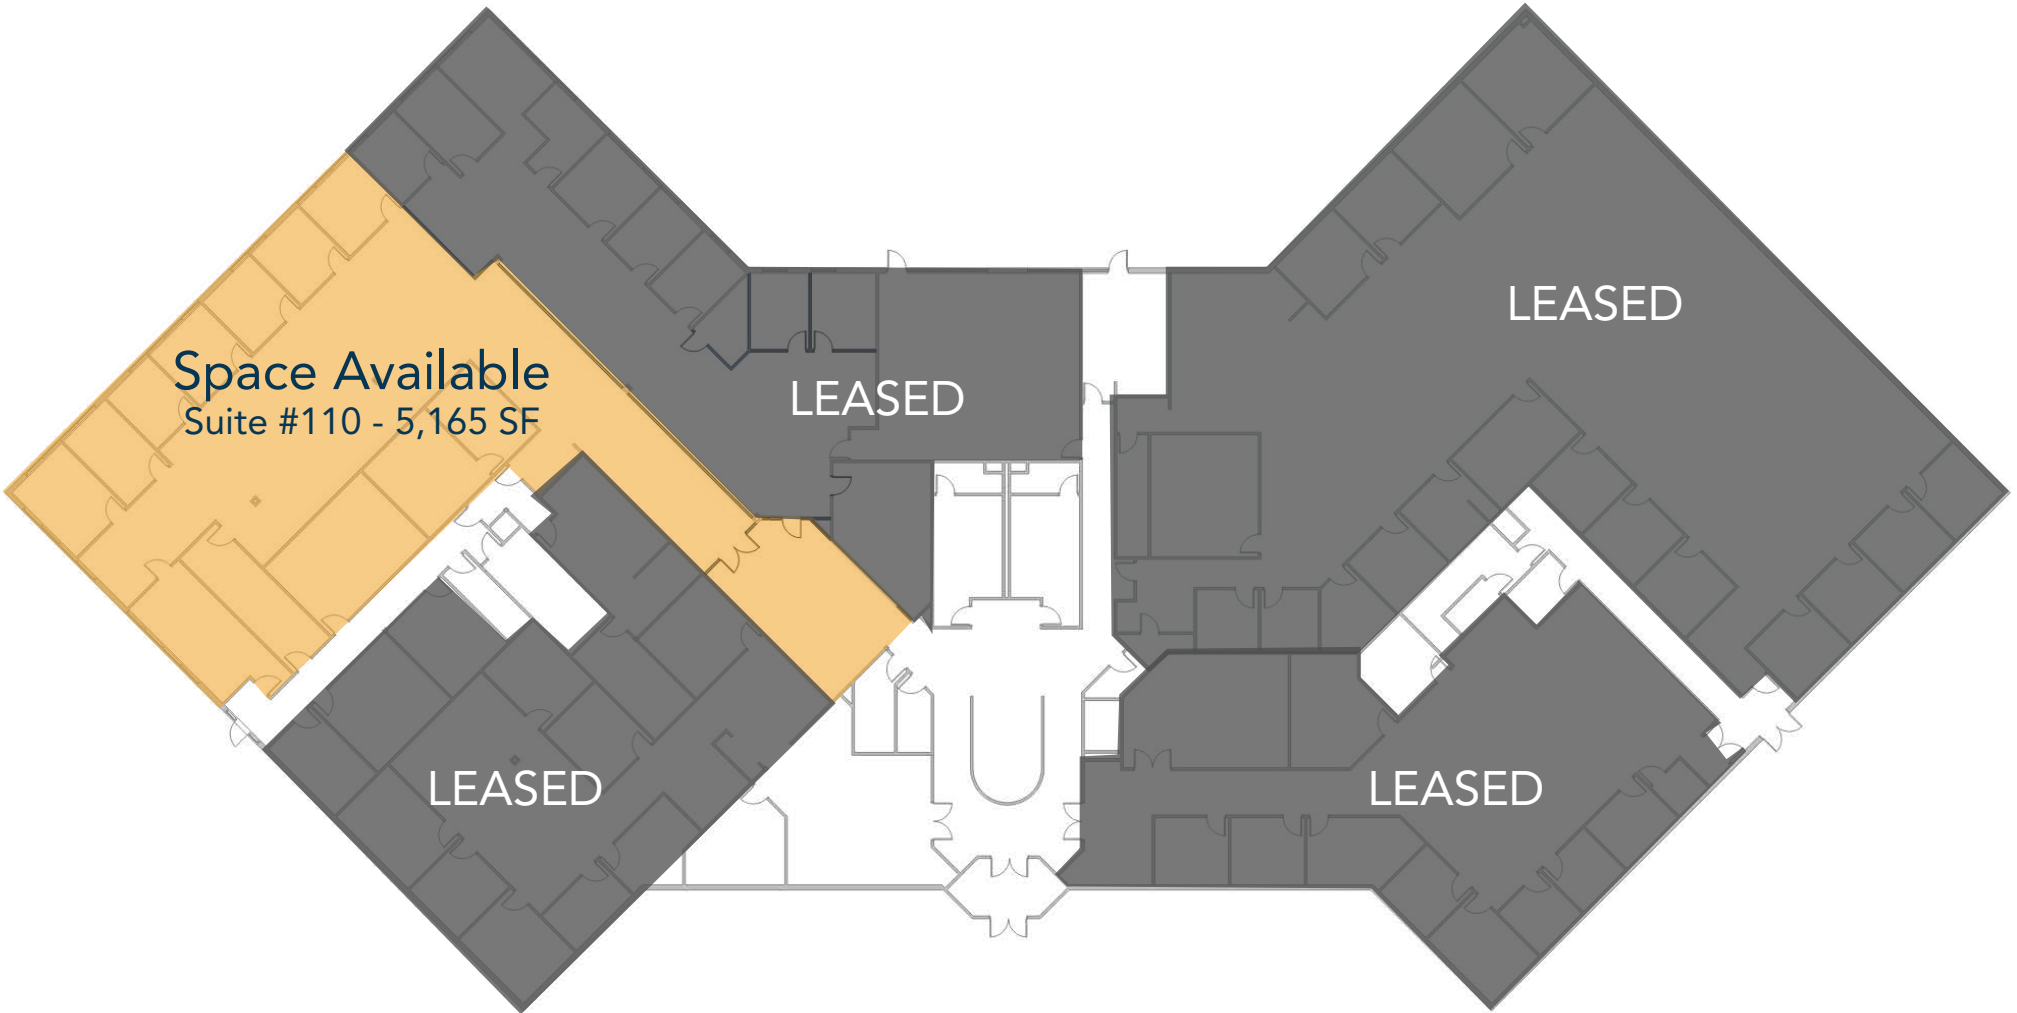 LEASED
Space Available
Suite #110 - 5,165 SF
LEASED
LEASED
LEASED